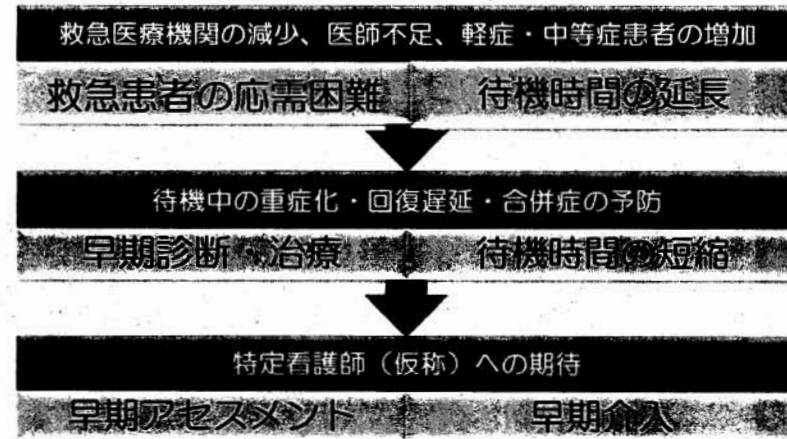 救急医療機関の減少、医師不足、軽症・中等症患者の増加
救急患者の応需困難 待機時間の延長
待機中の重症化・回復遅延・合併症の予防
早期診断・治療 待機時間の短縮
特定看護師（仮称）への期待
早期アセスメント 早期介入